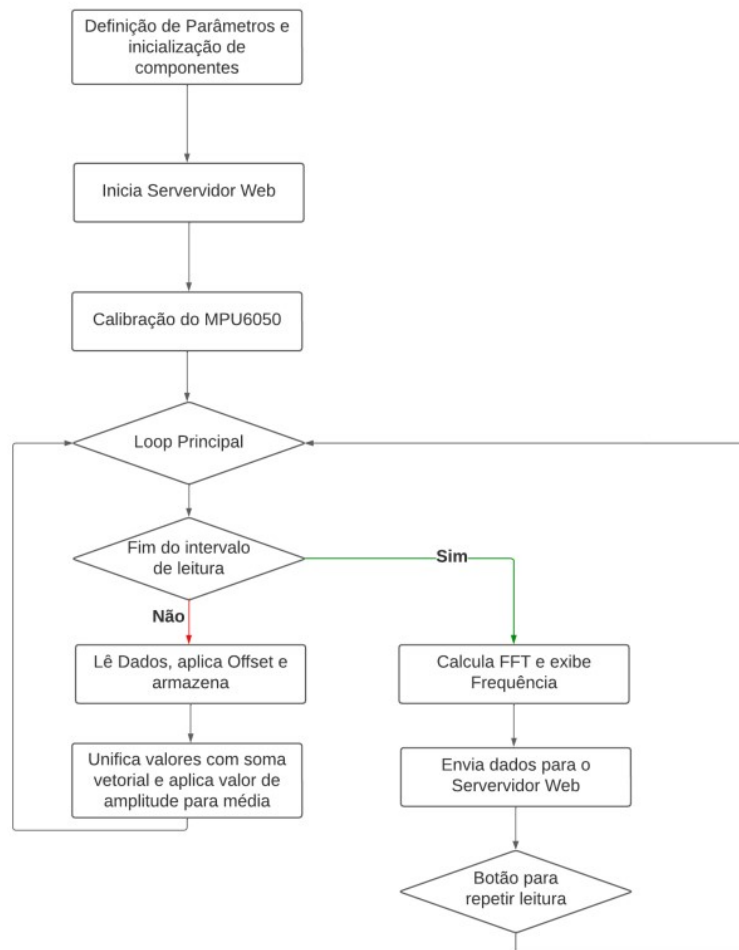 Definição de Parâmetros e
inicialização de
componentes
Inicia Servervidor Web
Calibração do MPU6050
Loop Principal
Fim do intervalo
de leitura
Sim
Não
Lê Dados, aplica Offset e
armazena
Unifica valores com soma
vetorial e aplica valor de
amplitude para média
Calcula FFT e exibe
Frequência
Envia dados para o
Servervidor Web
Botão para
repetir leitura